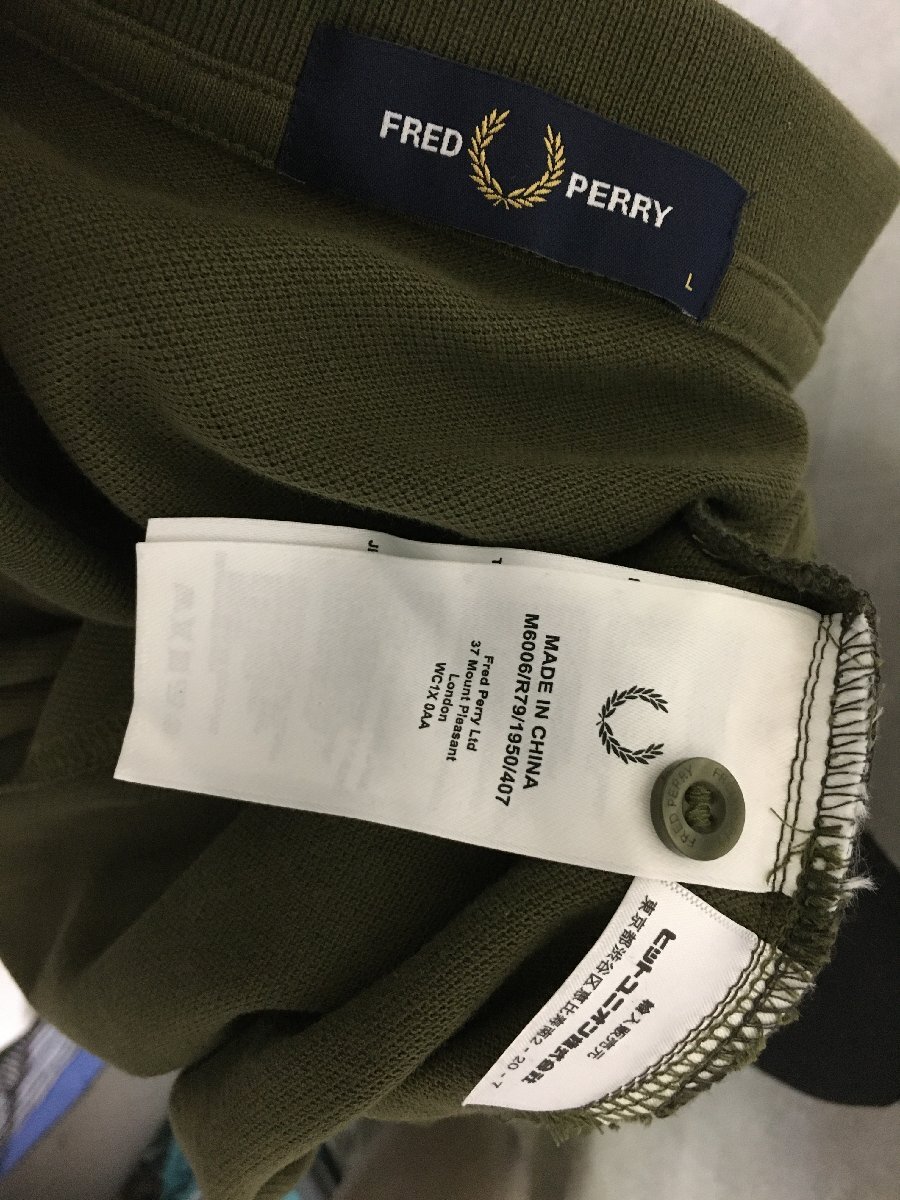 FRED PERRY
L
MADE IN CHINA
M6006/R79/1950/407
Fred Perry Ltd
37 Mount Pleasant
London
WC1X 0AA
FRED PERRY FR
輸入販売元
ヒットユニオン株式会社
東京都渋谷区恵比寿南2-20-7